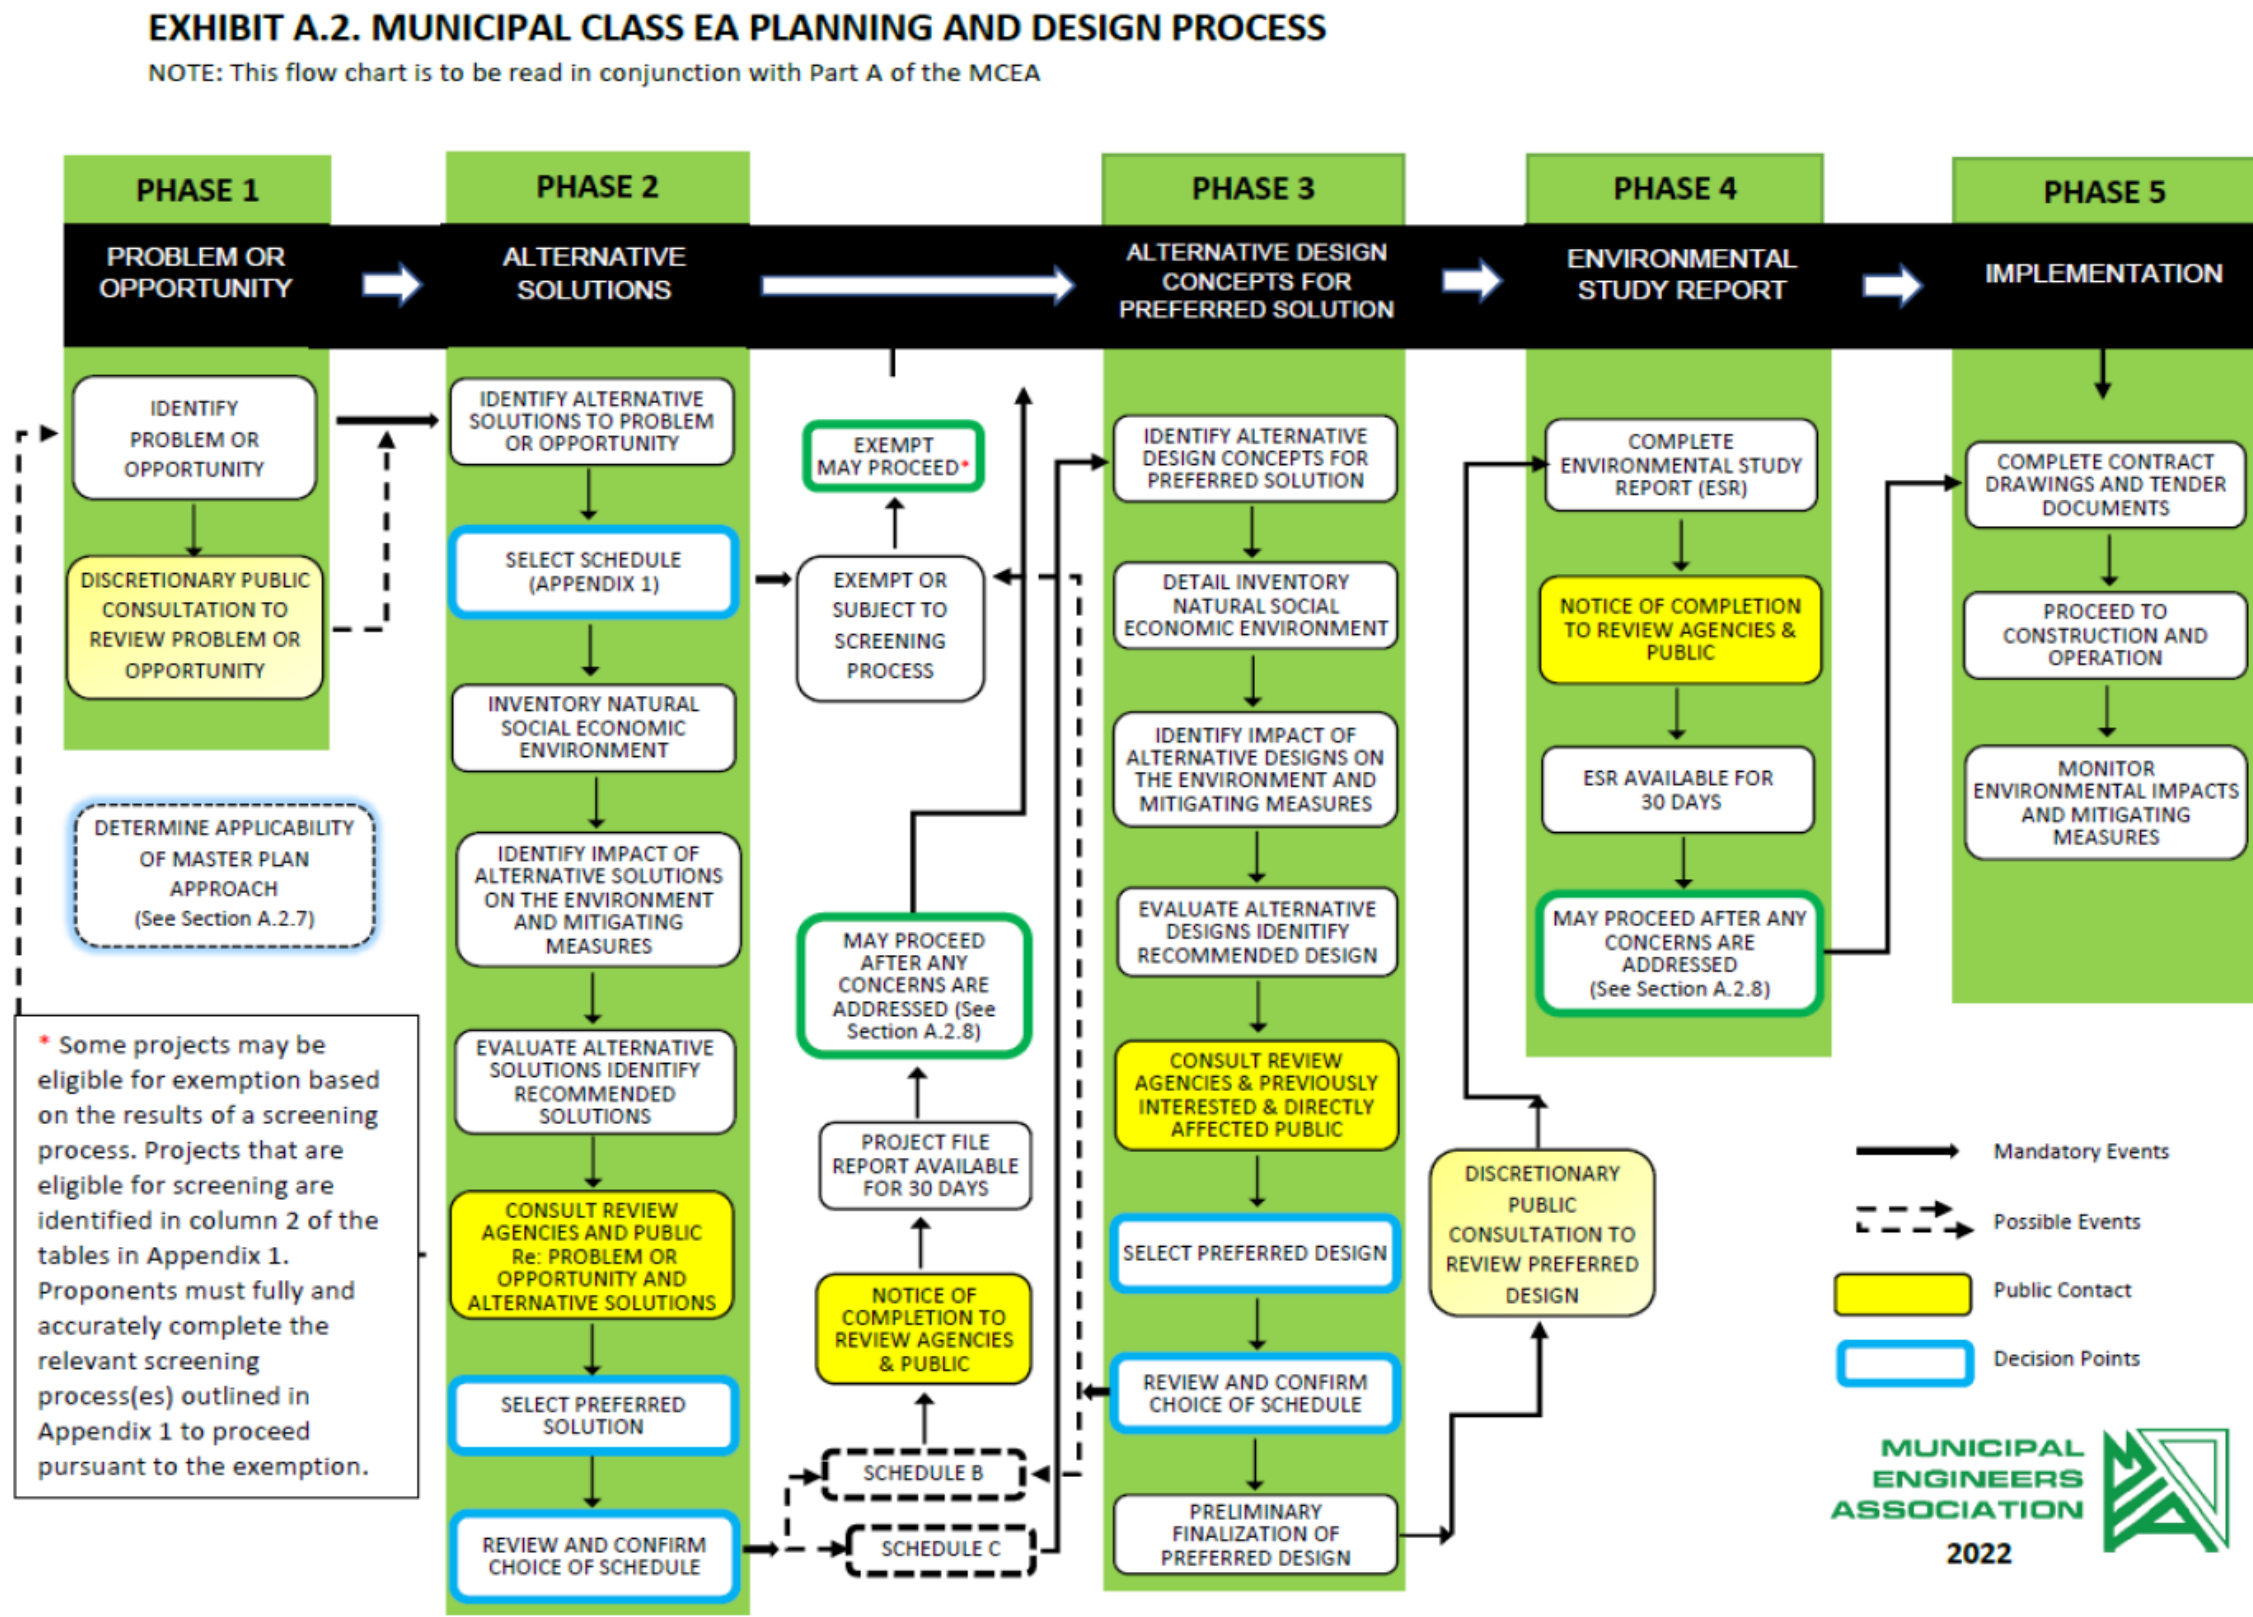 EXHIBIT A.2. MUNICIPAL CLASS EA PLANNING AND DESIGN PROCESS
NOTE: This flow chart is to be read in conjunction with Part A of the MCEA
PHASE 1
PROBLEM OR
OPPORTUNITY
IDENTIFY
PROBLEM OR
OPPORTUNITY
DISCRETIONARY PUBLIC
CONSULTATION TO
REVIEW PROBLEM OR
OPPORTUNITY
DETERMINE APPLICABILITY
OF MASTER PLAN
APPROACH
(See Section A.2.7)
* Some projects may be
eligible for exemption based
on the results of a screening
process. Projects that are
eligible for screening are
identified in column 2 of the
tables in Appendix 1.
Proponents must fully and
accurately complete the
relevant screening
process(es) outlined in
Appendix 1 to proceed
pursuant to the exemption.
PHASE 2
ALTERNATIVE
SOLUTIONS
IDENTIFY ALTERNATIVE
SOLUTIONS TO PROBLEM
OR OPPORTUNITY
SELECT SCHEDULE
(APPENDIX 1)
INVENTORY NATURAL
SOCIAL ECONOMIC
ENVIRONMENT
IDENTIFY IMPACT OF
ALTERNATIVE SOLUTIONS
ON THE ENVIRONMENT
AND MITIGATING
MEASURES
EVALUATE ALTERNATIVE
SOLUTIONS IDENITIFY
RECOMMENDED
SOLUTIONS
CONSULT REVIEW
AGENCIES AND PUBLIC
Re: PROBLEM OR
OPPORTUNITY AND
ALTERNATIVE SOLUTIONS
SELECT PREFERRED
SOLUTION
REVIEW AND CONFIRM
CHOICE OF SCHEDULE
EXEMPT
MAY PROCEED*
EXEMPT OR
SUBJECT TO
SCREENING
PROCESS
MAY PROCEED
AFTER ANY
CONCERNS ARE
ADDRESSED (See
Section A.2.8)
PROJECT FILE
REPORT AVAILABLE
FOR 30 DAYS
NOTICE OF
COMPLETION TO
REVIEW AGENCIES
& PUBLIC
SCHEDULE B
SCHEDULE C
PHASE 3
ALTERNATIVE DESIGN
CONCEPTS FOR
PREFERRED SOLUTION
IDENTIFY ALTERNATIVE
DESIGN CONCEPTS FOR
PREFERRED SOLUTION
DETAIL INVENTORY
NATURAL SOCIAL
ECONOMIC ENVIRONMENT
IDENTIFY IMPACT OF
ALTERNATIVE DESIGNS ON
THE ENVIRONMENT AND
MITIGATING MEASURES
EVALUATE ALTERNATIVE
DESIGNS IDENITIFY
RECOMMENDED DESIGN
CONSULT REVIEW
AGENCIES & PREVIOUSLY
INTERESTED & DIRECTLY
AFFECTED PUBLIC
SELECT PREFERRED DESIGN
REVIEW AND CONFIRM
CHOICE OF SCHEDULE
PRELIMINARY
FINALIZATION OF
PREFERRED DESIGN
DISCRETIONARY
PUBLIC
CONSULTATION TO
REVIEW PREFERRED
DESIGN
PHASE 4
ENVIRONMENTAL
STUDY REPORT
COMPLETE
ENVIRONMENTAL STUDY
REPORT (ESR)
NOTICE OF COMPLETION
TO REVIEW AGENCIES &
PUBLIC
ESR AVAILABLE FOR
30 DAYS
MAY PROCEED AFTER ANY
CONCERNS ARE
ADDRESSED
(See Section A.2.8)
PHASE 5
IMPLEMENTATION
COMPLETE CONTRACT
DRAWINGS AND TENDER
DOCUMENTS
PROCEED TO
CONSTRUCTION AND
OPERATION
MONITOR
ENVIRONMENTAL IMPACTS
AND MITIGATING
MEASURES
Mandatory Events
Possible Events
Public Contact
Decision Points
MUNICIPAL
ENGINEERS
ASSOCIATION
2022